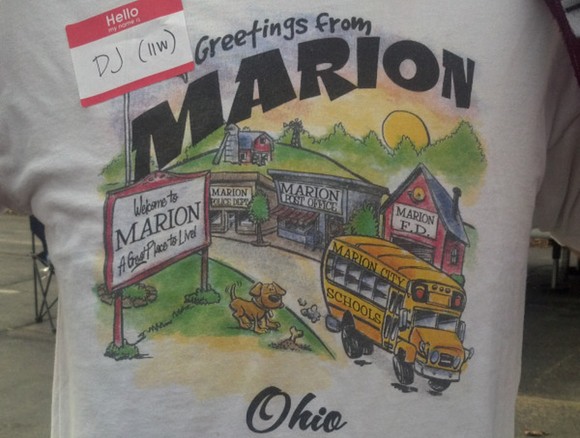 Hello
my name is
DJ (11W)
Greetings from
MARION
Welcome to
MARION
A Great Place to Live!
MARION
POLICE DEPT.
MARION
POST OFFICE
MARION
F.D.
MARION CITY
SCHOOLS
Ohio